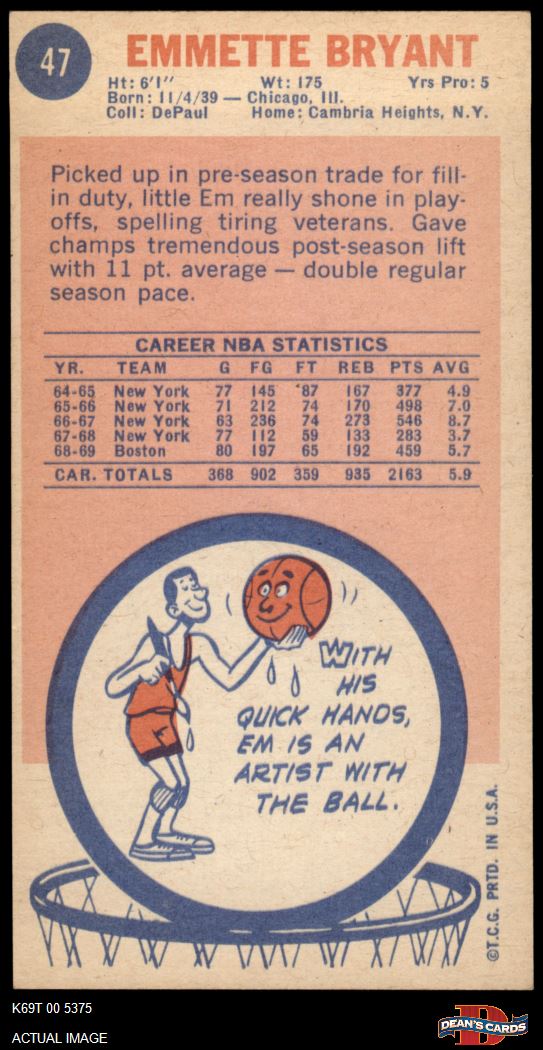 47
EMMETTE BRYANT
Ht: 6'1" Wt: 175 Yrs Pro: 5
Born: 11/4/39 — Chicago, Ill.
Coll: DePaul Home: Cambria Heights, N.Y.
Picked up in pre-season trade for fill-
in duty, little Em really shone in play-
offs, spelling tiring veterans. Gave
champs tremendous post-season lift
with 11 pt. average — double regular
season pace.
CAREER NBA STATISTICS
YR. TEAM G FG FT REB PTS AVG
64-65 New York 77 145 87 167 377 4.9
65-66 New York 71 212 74 170 498 7.0
66-67 New York 63 236 74 273 546 8.7
67-68 New York 77 112 59 133 283 3.7
68-69 Boston 80 197 65 192 459 5.7
CAR. TOTALS 368 902 359 935 2163 5.9
WITH
HIS
QUICK HANDS,
EM IS AN
ARTIST WITH
THE BALL.
©T.C.G. PRTD. IN U.S.A.
K69T 00 5375
ACTUAL IMAGE
D
DEAN'S CARDS